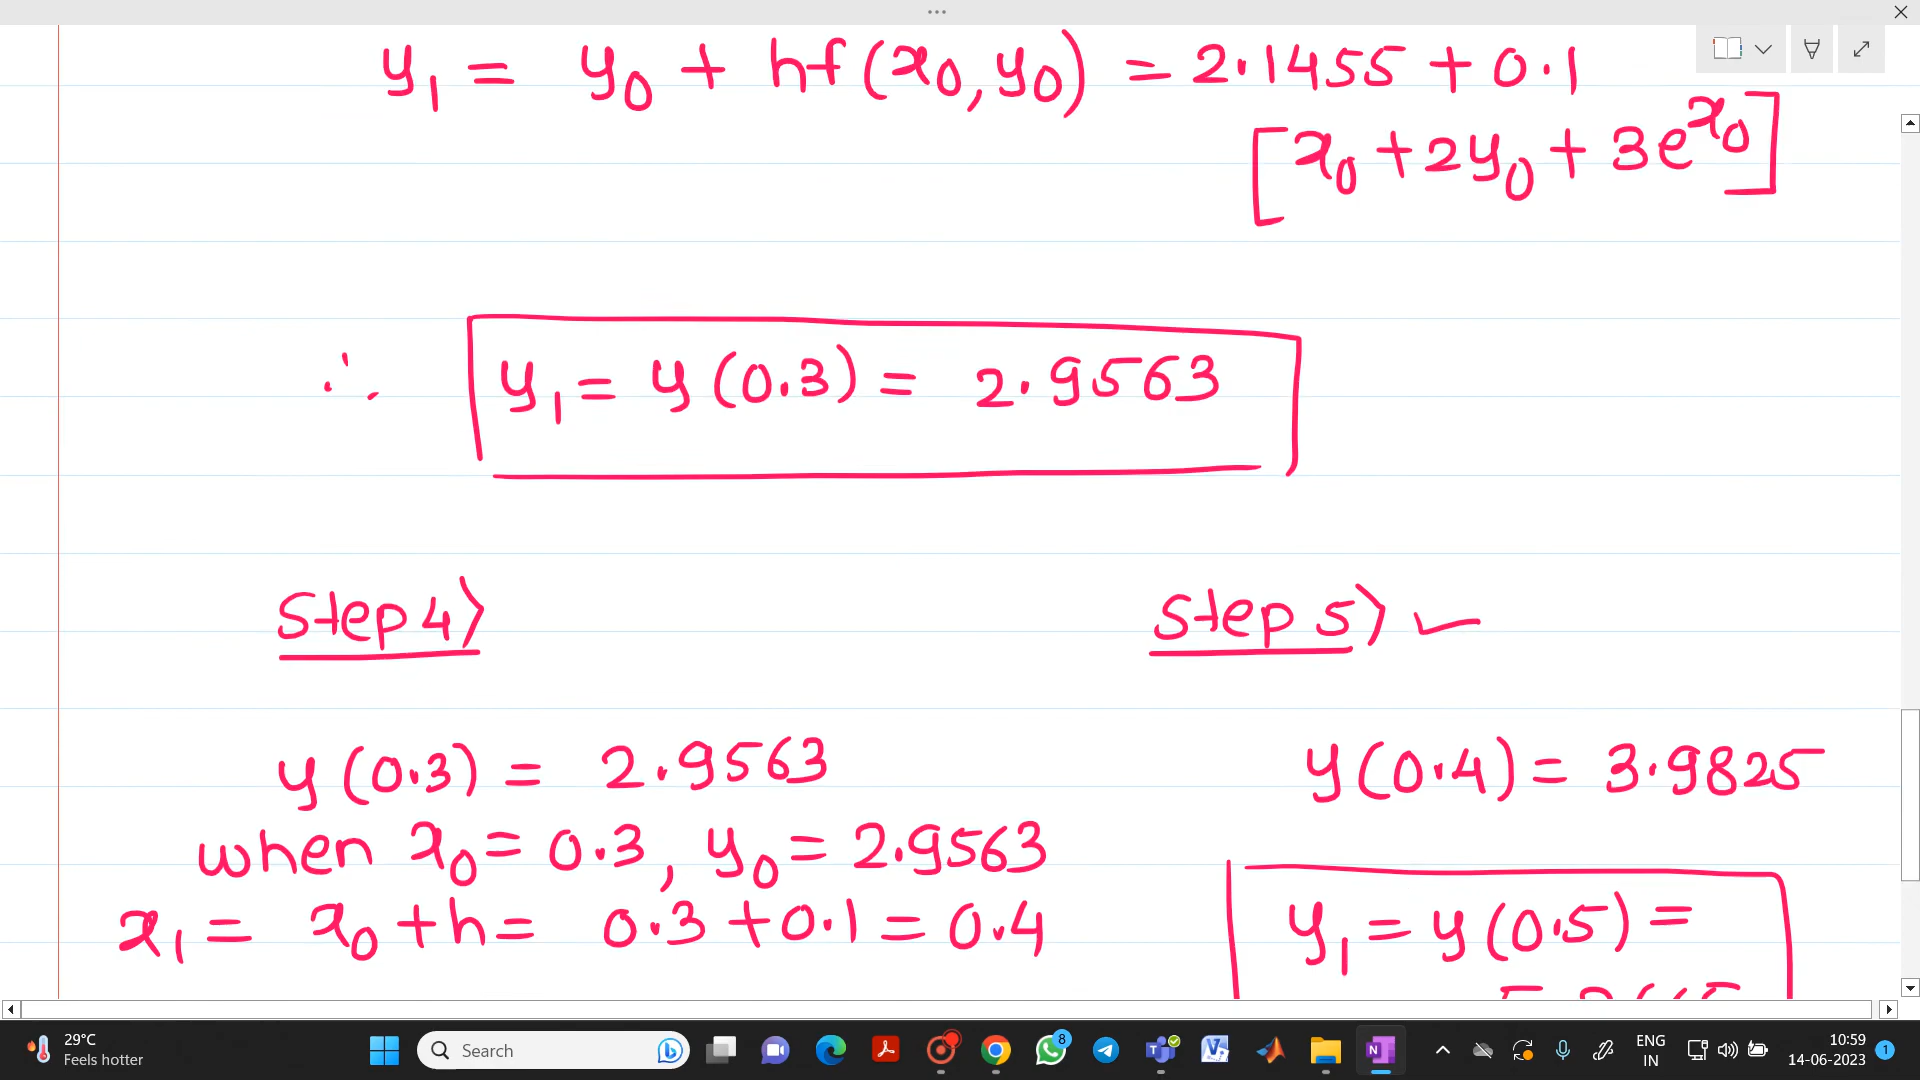 y₁ = y₀ + hf(x₀, y₀) = 2.1455 + 0.1
[x₀ + 2y₀ + 3e^x₀]
∴ y₁ = y(0.3) = 2.9563
Step 4⟩
y(0.3) = 2.9563
when x₀ = 0.3, y₀ = 2.9563
x₁ = x₀ + h = 0.3 + 0.1 = 0.4
Step 5⟩ ✓
y(0.4) = 3.9825
y₁ = y(0.5) =
29°C
Feels hotter
Search
8
ENG
IN
10:59
14-06-2023
1